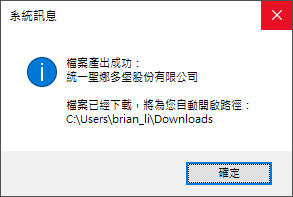 系統訊息
檔案產出成功：
統一聖娜多堡股份有限公司
檔案已經下載，將為您自動開啟路徑：
C:\Users\brian_li\Downloads
確定